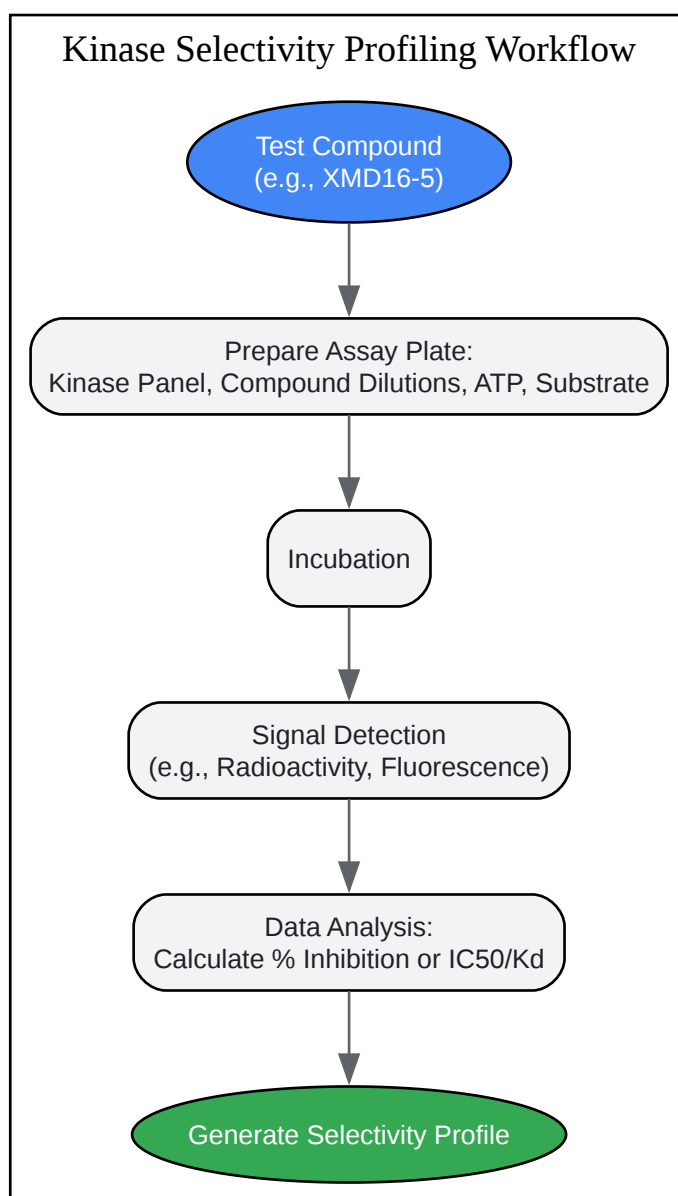 Kinase Selectivity Profiling Workflow
Test Compound
(e.g., XMD16-5)
Prepare Assay Plate:
Kinase Panel, Compound Dilutions, ATP, Substrate
Incubation
Signal Detection
(e.g., Radioactivity, Fluorescence)
Data Analysis:
Calculate % Inhibition or IC50/Kd
Generate Selectivity Profile